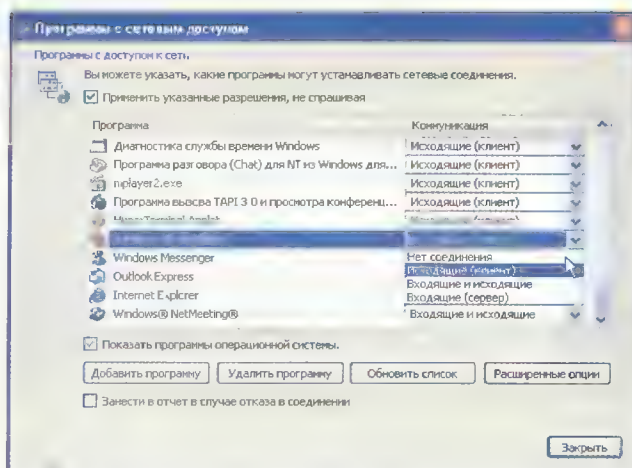 Программы с сетевым доступом
Программы с доступом к сети.
Вы можете указать, какие программы могут устанавливать сетевые соединения.
Применить указанные разрешения, не спрашивая
Программа Коммуникация
Диагностика службы времени Windows Исходящие (клиент)
Программа разговора (Chat) для NT из Windows для... Исходящие (клиент)
mplayer2.exe Исходящие (клиент)
Программа вызова TAPI 3 0 и просмотра конференц... Исходящие (клиент)
HyperTerminal Applet
Windows Messenger Нет соединения
Исходящие (клиент)
Outlook Express Входящие и исходящие
Internet Explorer Входящие (сервер)
Windows® NetMeeting® Входящие и исходящие
Показать программы операционной системы.
Добавить программу Удалить программу Обновить список Расширенные опции
Занести в отчет в случае отказа в соединении
Закрыть